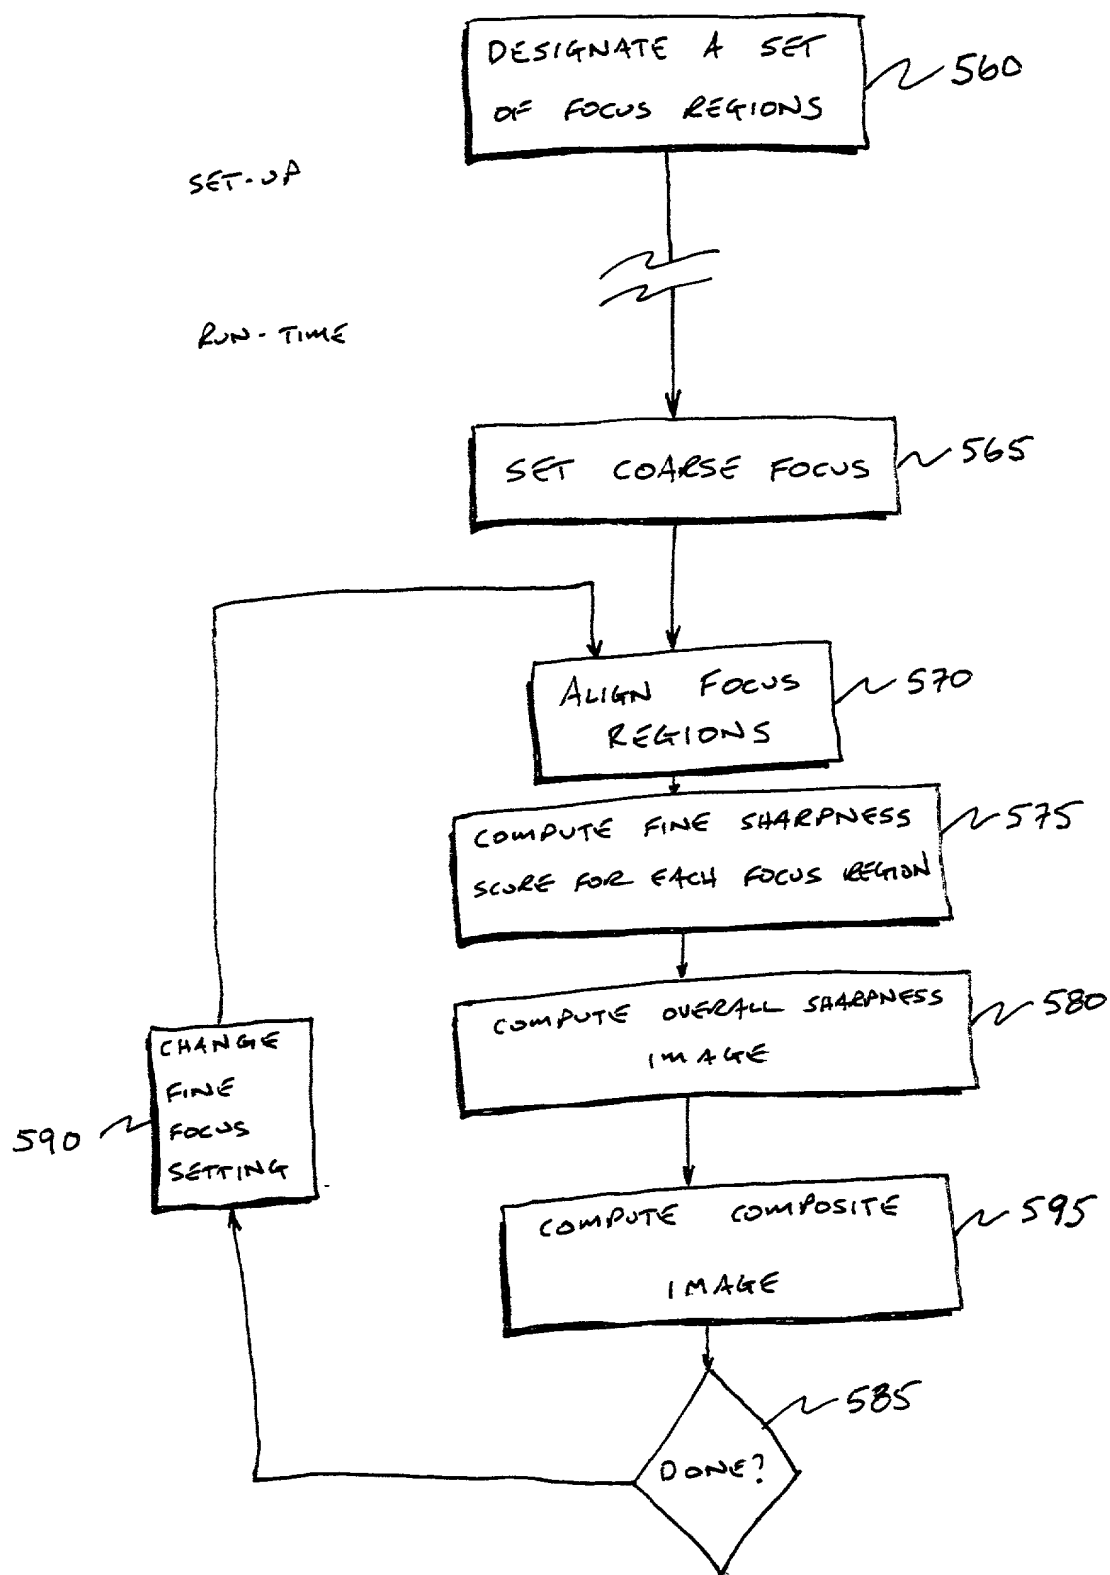 DESIGNATE A SET
OF FOCUS REGIONS
560
SET-UP
RUN-TIME
SET COARSE FOCUS
565
ALIGN FOCUS
REGIONS
570
COMPUTE FINE SHARPNESS
SCORE FOR EACH FOCUS REGION
575
COMPUTE OVERALL SHARPNESS
IMAGE
580
CHANGE
FINE
FOCUS
SETTING
590
COMPUTE COMPOSITE
IMAGE
595
DONE?
585